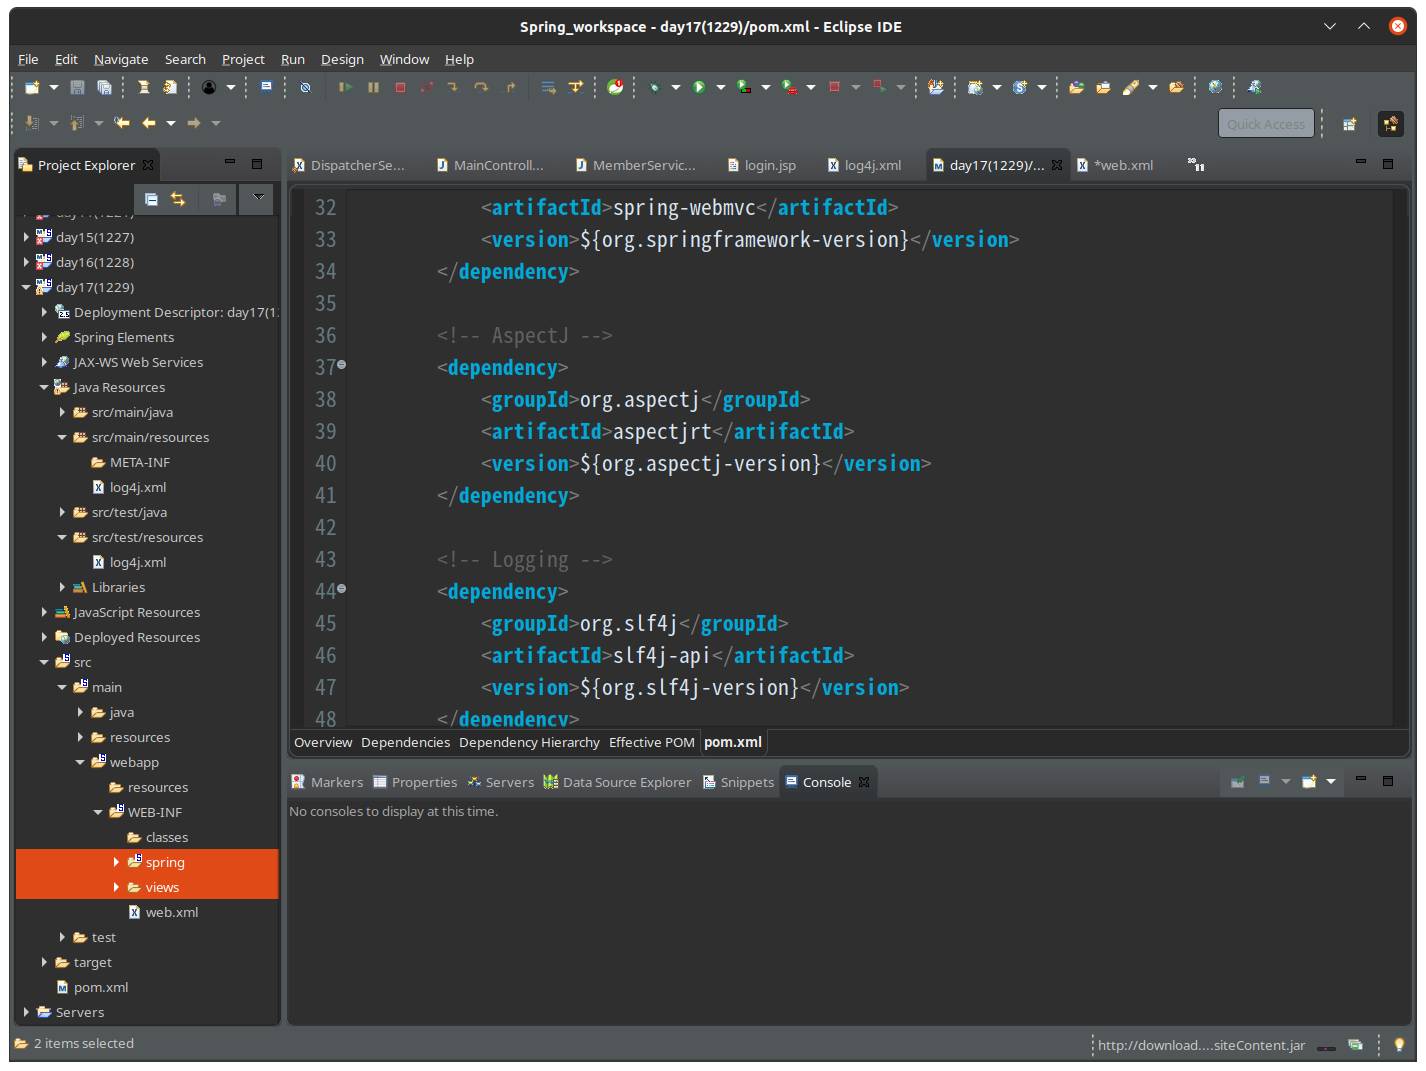 Spring_workspace - day17(1229)/pom.xml - Eclipse IDE
File Edit Navigate Search Project Run Design Window Help
Quick Access
Project Explorer
day15(1227)
day16(1228)
day17(1229)
Deployment Descriptor: day17(1
Spring Elements
JAX-WS Web Services
Java Resources
src/main/java
src/main/resources
META-INF
log4j.xml
src/test/java
src/test/resources
log4j.xml
Libraries
JavaScript Resources
Deployed Resources
src
main
java
resources
webapp
resources
WEB-INF
classes
spring
views
web.xml
test
target
pom.xml
Servers
DispatcherSe... MainControll... MemberServic... login.jsp log4j.xml day17(1229)/... *web.xml »11
32 <artifactId>spring-webmvc</artifactId>
33 <version>${org.springframework-version}</version>
34 </dependency>
35
36 <!-- AspectJ -->
37 <dependency>
38 <groupId>org.aspectj</groupId>
39 <artifactId>aspectjrt</artifactId>
40 <version>${org.aspectj-version}</version>
41 </dependency>
42
43 <!-- Logging -->
44 <dependency>
45 <groupId>org.slf4j</groupId>
46 <artifactId>slf4j-api</artifactId>
47 <version>${org.slf4j-version}</version>
48 </dependency>
Overview Dependencies Dependency Hierarchy Effective POM pom.xml
Markers Properties Servers Data Source Explorer Snippets Console
No consoles to display at this time.
2 items selected
http://download....siteContent.jar